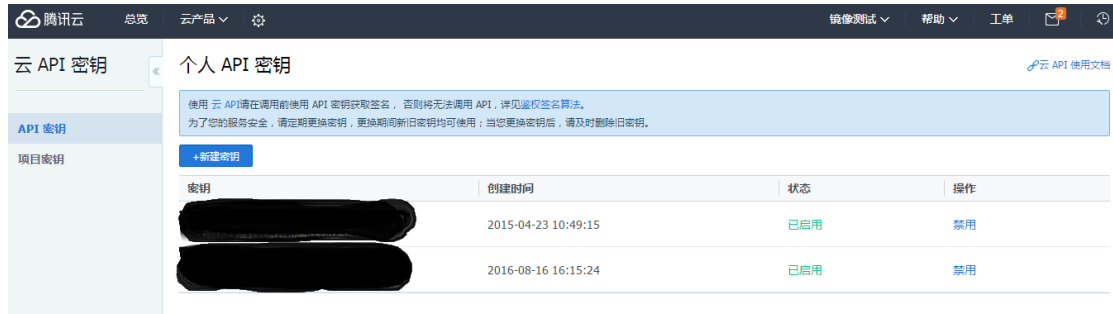 腾讯云 总览 云产品 镜像测试 帮助 工单 2
云 API 密钥
API 密钥
项目密钥
个人 API 密钥
云 API 使用文档
使用 云 API请在调用前使用 API 密钥获取签名， 否则将无法调用 API，详见鉴权签名算法。
为了您的服务安全，请定期更换密钥，更换期间新旧密钥均可使用；当您更换密钥后，请及时删除旧密钥。
+新建密钥
密钥 创建时间 状态 操作
2015-04-23 10:49:15 已启用 禁用
2016-08-16 16:15:24 已启用 禁用